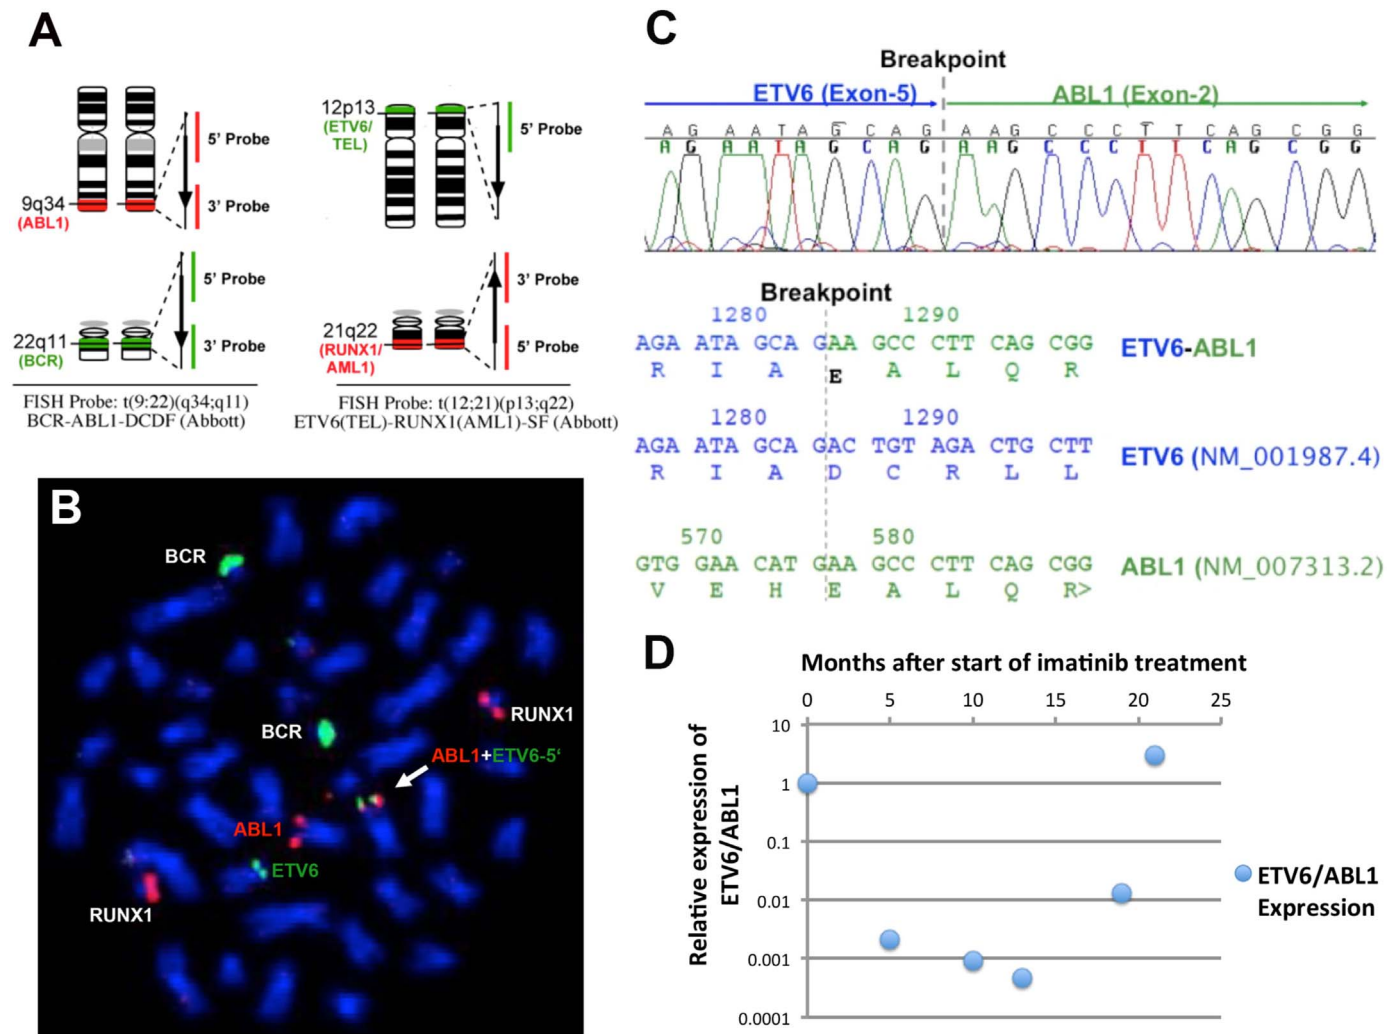 A
9q34
(ABL1)
5' Probe
3' Probe
22q11
(BCR)
5' Probe
3' Probe
FISH Probe: t(9:22)(q34;q11)
BCR-ABL1-DCDF (Abbott)
12p13
(ETV6/
TEL)
5' Probe
21q22
(RUNX1/
AML1)
3' Probe
5' Probe
FISH Probe: t(12;21)(p13;q22)
ETV6(TEL)-RUNX1(AML1)-SF (Abbott)
B
BCR
RUNX1
BCR
ABL1+ETV6-5'
ABL1
ETV6
RUNX1
C
Breakpoint
ETV6 (Exon-5) ABL1 (Exon-2)
A G A A T A G C A G A A G C C C T T C A G C G G
A G A A T A G C A G A A G C C C T T C A G C G G
Breakpoint
1280 1290
AGA ATA GCA GAA GCC CTT CAG CGG ETV6-ABL1
R I A E A L Q R
1280 1290
AGA ATA GCA GAC TGT AGA CTG CTT ETV6 (NM_001987.4)
R I A D C R L L
570 580
GTG GAA CAT GAA GCC CTT CAG CGG ABL1 (NM_007313.2)
V E H E A L Q R>
D
Months after start of imatinib treatment
0 5 10 15 20 25
Relative expression of
ETV6/ABL1
10
1
0.1
0.01
0.001
0.0001
ETV6/ABL1
Expression